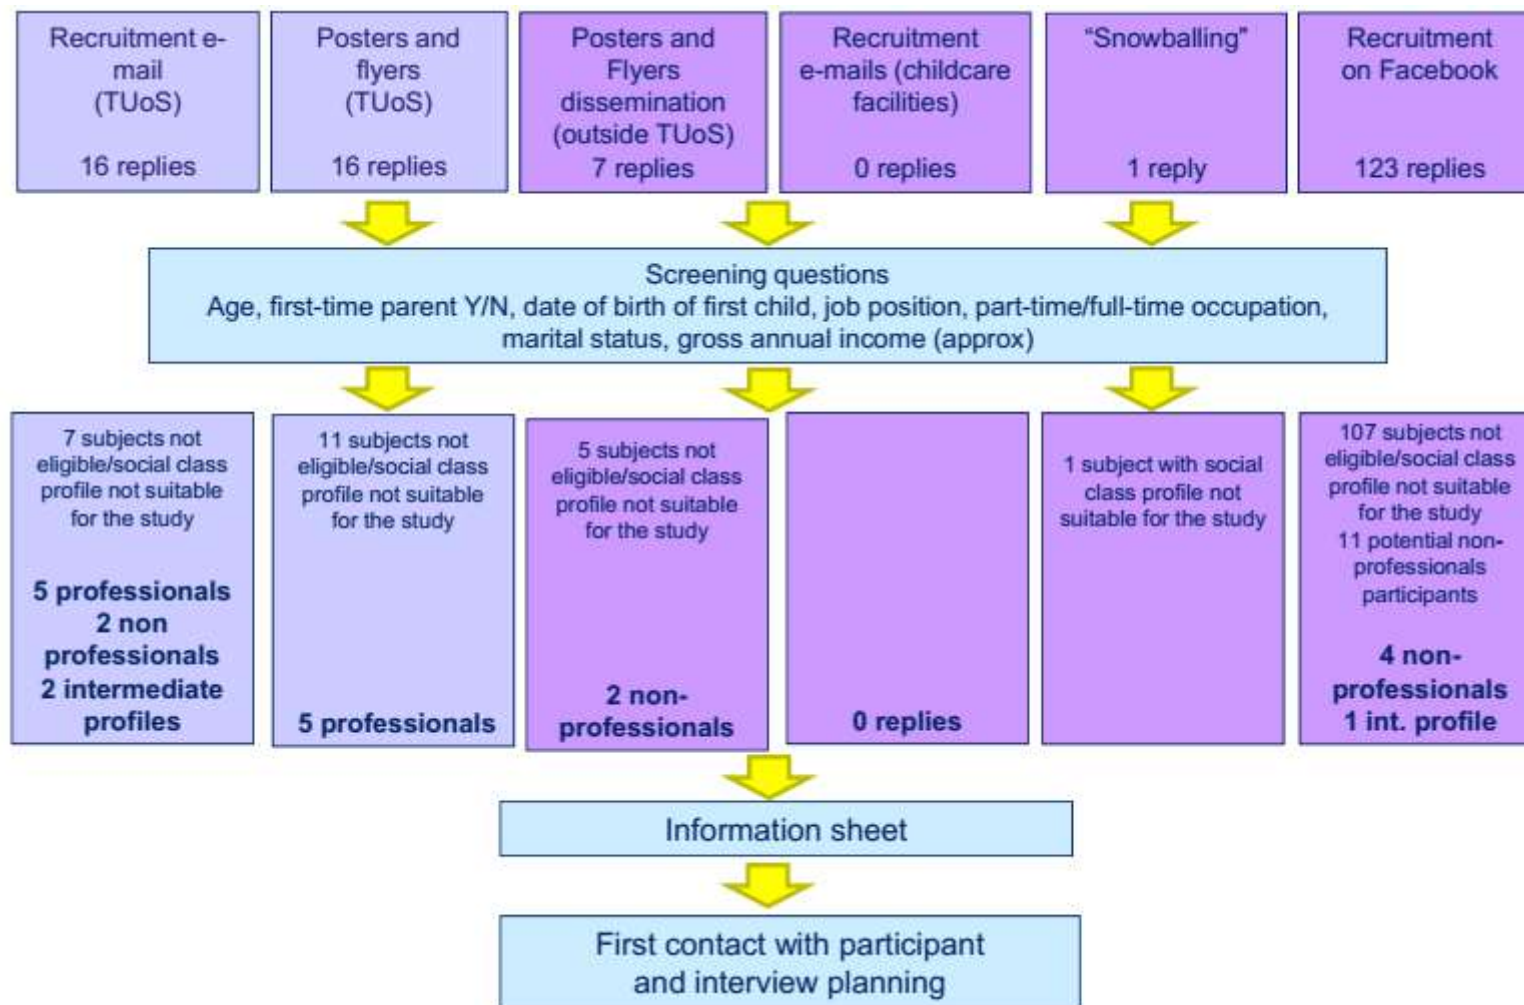 Recruitment e-
mail
(TUoS)
16 replies
Posters and
flyers
(TUoS)
16 replies
Posters and
Flyers
dissemination
(outside TUoS)
7 replies
Recruitment
e-mails (childcare
facilities)
0 replies
“Snowballing”
1 reply
Recruitment
on Facebook
123 replies
Screening questions
Age, first-time parent Y/N, date of birth of first child, job position, part-time/full-time occupation,
marital status, gross annual income (approx)
7 subjects not
eligible/social class
profile not suitable
for the study
5 professionals
2 non
professionals
2 intermediate
profiles
11 subjects not
eligible/social class
profile not suitable
for the study
5 professionals
5 subjects not
eligible/social class
profile not suitable
for the study
2 non-
professionals
0 replies
1 subject with social
class profile not
suitable for the study
107 subjects not
eligible/social class
profile not suitable
for the study
11 potential non-
professionals
participants
4 non-
professionals
1 int. profile
Information sheet
First contact with participant
and interview planning